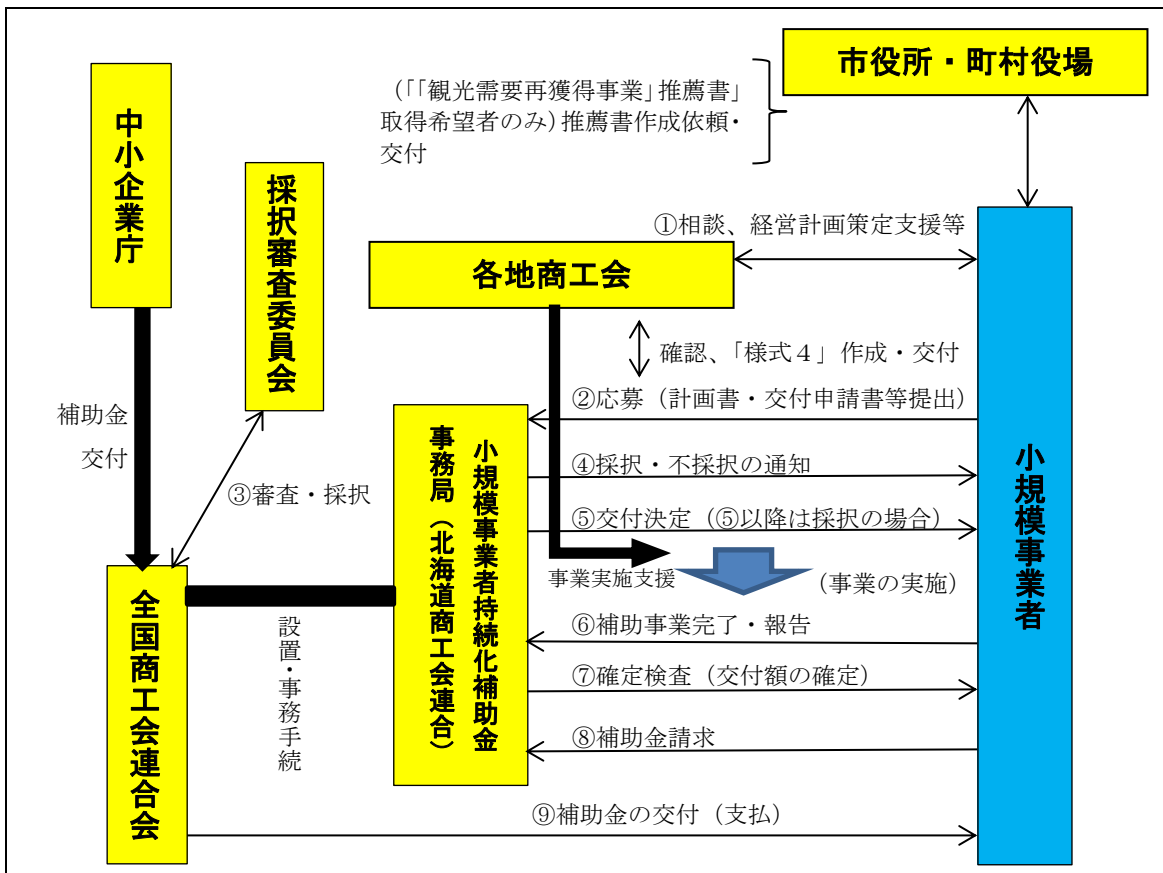 市役所・町村役場
（「「観光需要再獲得事業」推薦書」
取得希望者のみ）推薦書作成依頼・
交付
中小企業庁
採択審査委員会
①相談、経営計画策定支援等
各地商工会
確認、「様式４」作成・交付
②応募（計画書・交付申請書等提出）
補助金
交付
③審査・採択
④採択・不採択の通知
⑤交付決定（⑤以降は採択の場合）
事業実施支援
（事業の実施）
小規模事業者持続化補助金
事務局（北海道商工会連合）
小規模事業者
全国商工会連合会
設置・事務手続
⑥補助事業完了・報告
⑦確定検査（交付額の確定）
⑧補助金請求
⑨補助金の交付（支払）